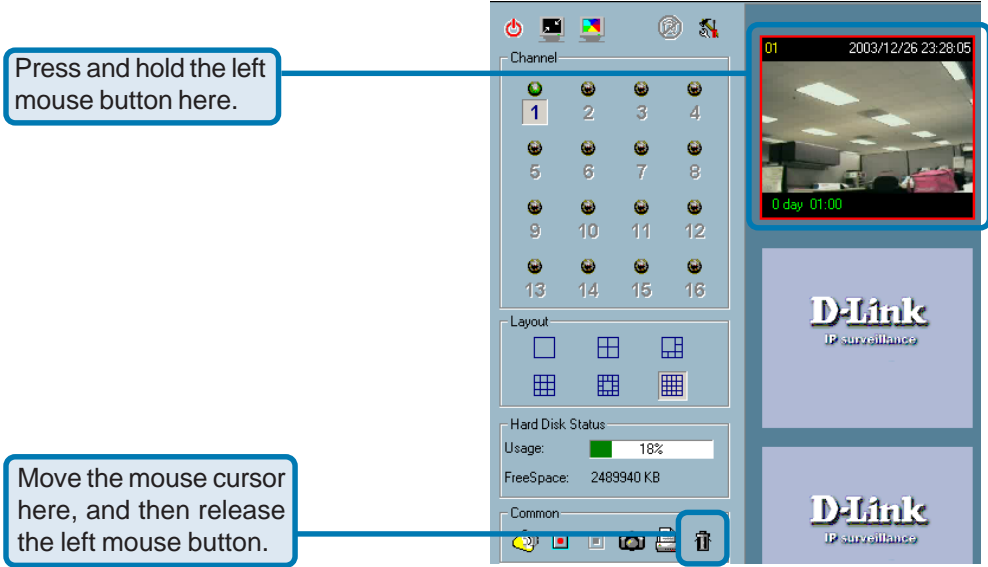 Press and hold the left
mouse button here.
Channel
1 2 3 4
5 6 7 8
9 10 11 12
13 14 15 16
Layout
Hard Disk Status
Usage: 18%
FreeSpace: 2489940 KB
Common
Move the mouse cursor
here, and then release
the left mouse button.
01 2003/12/26 23:28:05
0 day 01:00
D-Link
IP surveillance
D-Link
IP surveillance